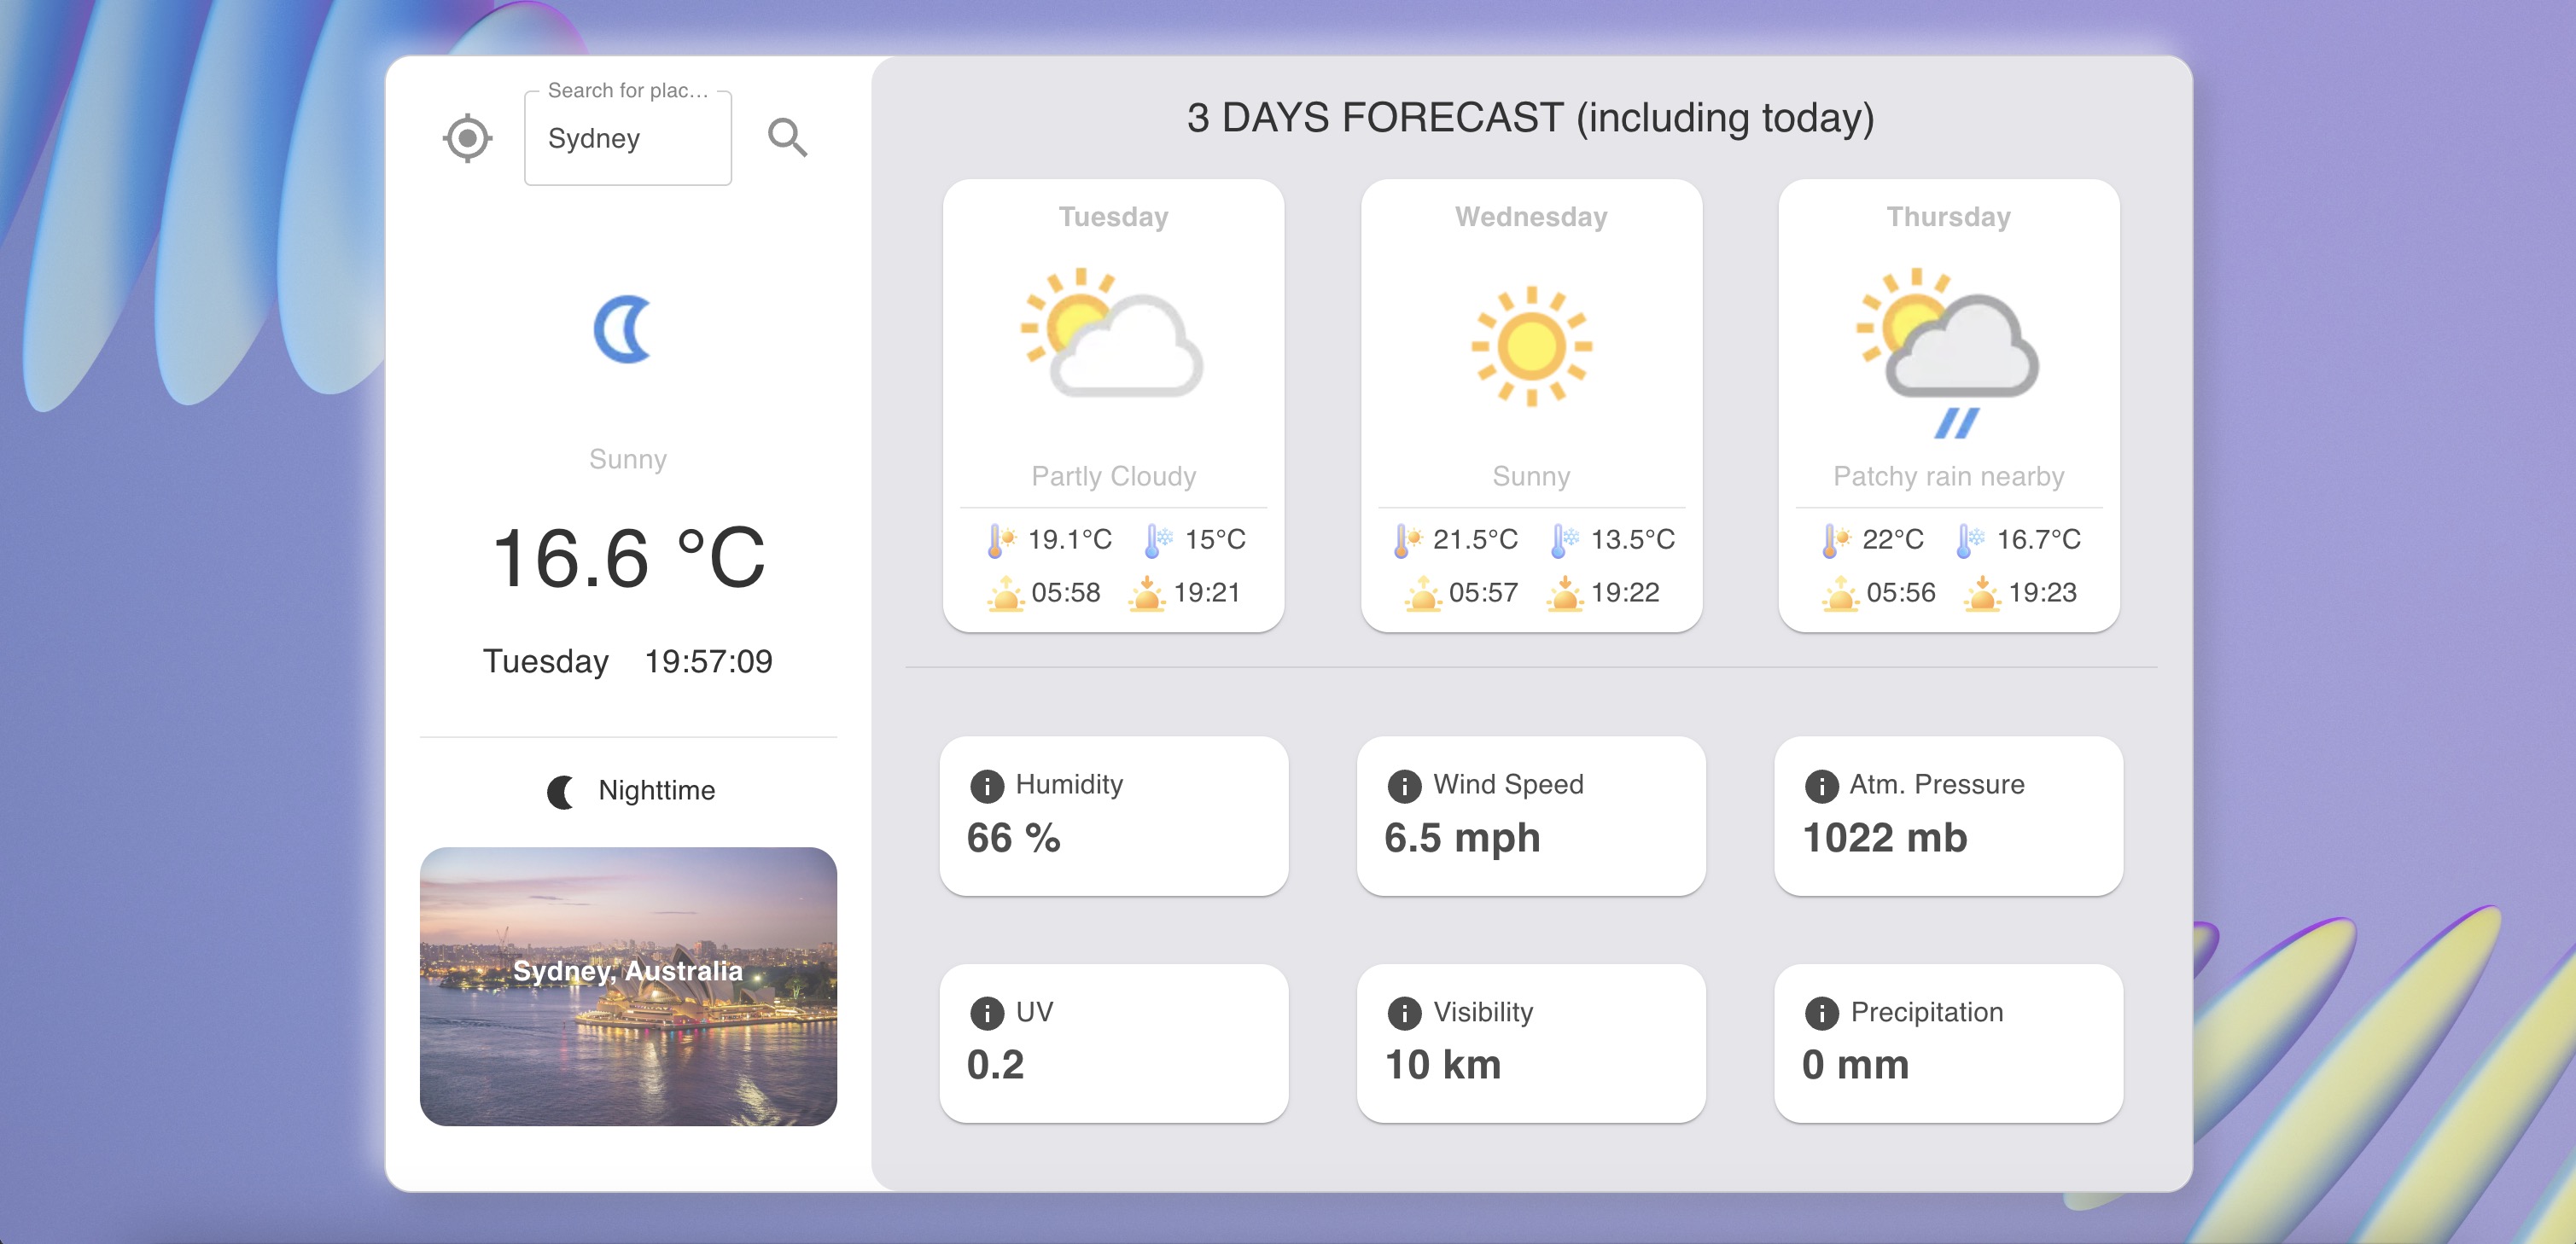 Search for plac...
Sydney
Sunny
16.6 °C
Tuesday 19:57:09
Nighttime
Sydney, Australia
3 DAYS FORECAST (including today)
Tuesday
Partly Cloudy
19.1°C 15°C
05:58 19:21
Wednesday
Sunny
21.5°C 13.5°C
05:57 19:22
Thursday
Patchy rain nearby
22°C 16.7°C
05:56 19:23
Humidity
66 %
Wind Speed
6.5 mph
Atm. Pressure
1022 mb
UV
0.2
Visibility
10 km
Precipitation
0 mm